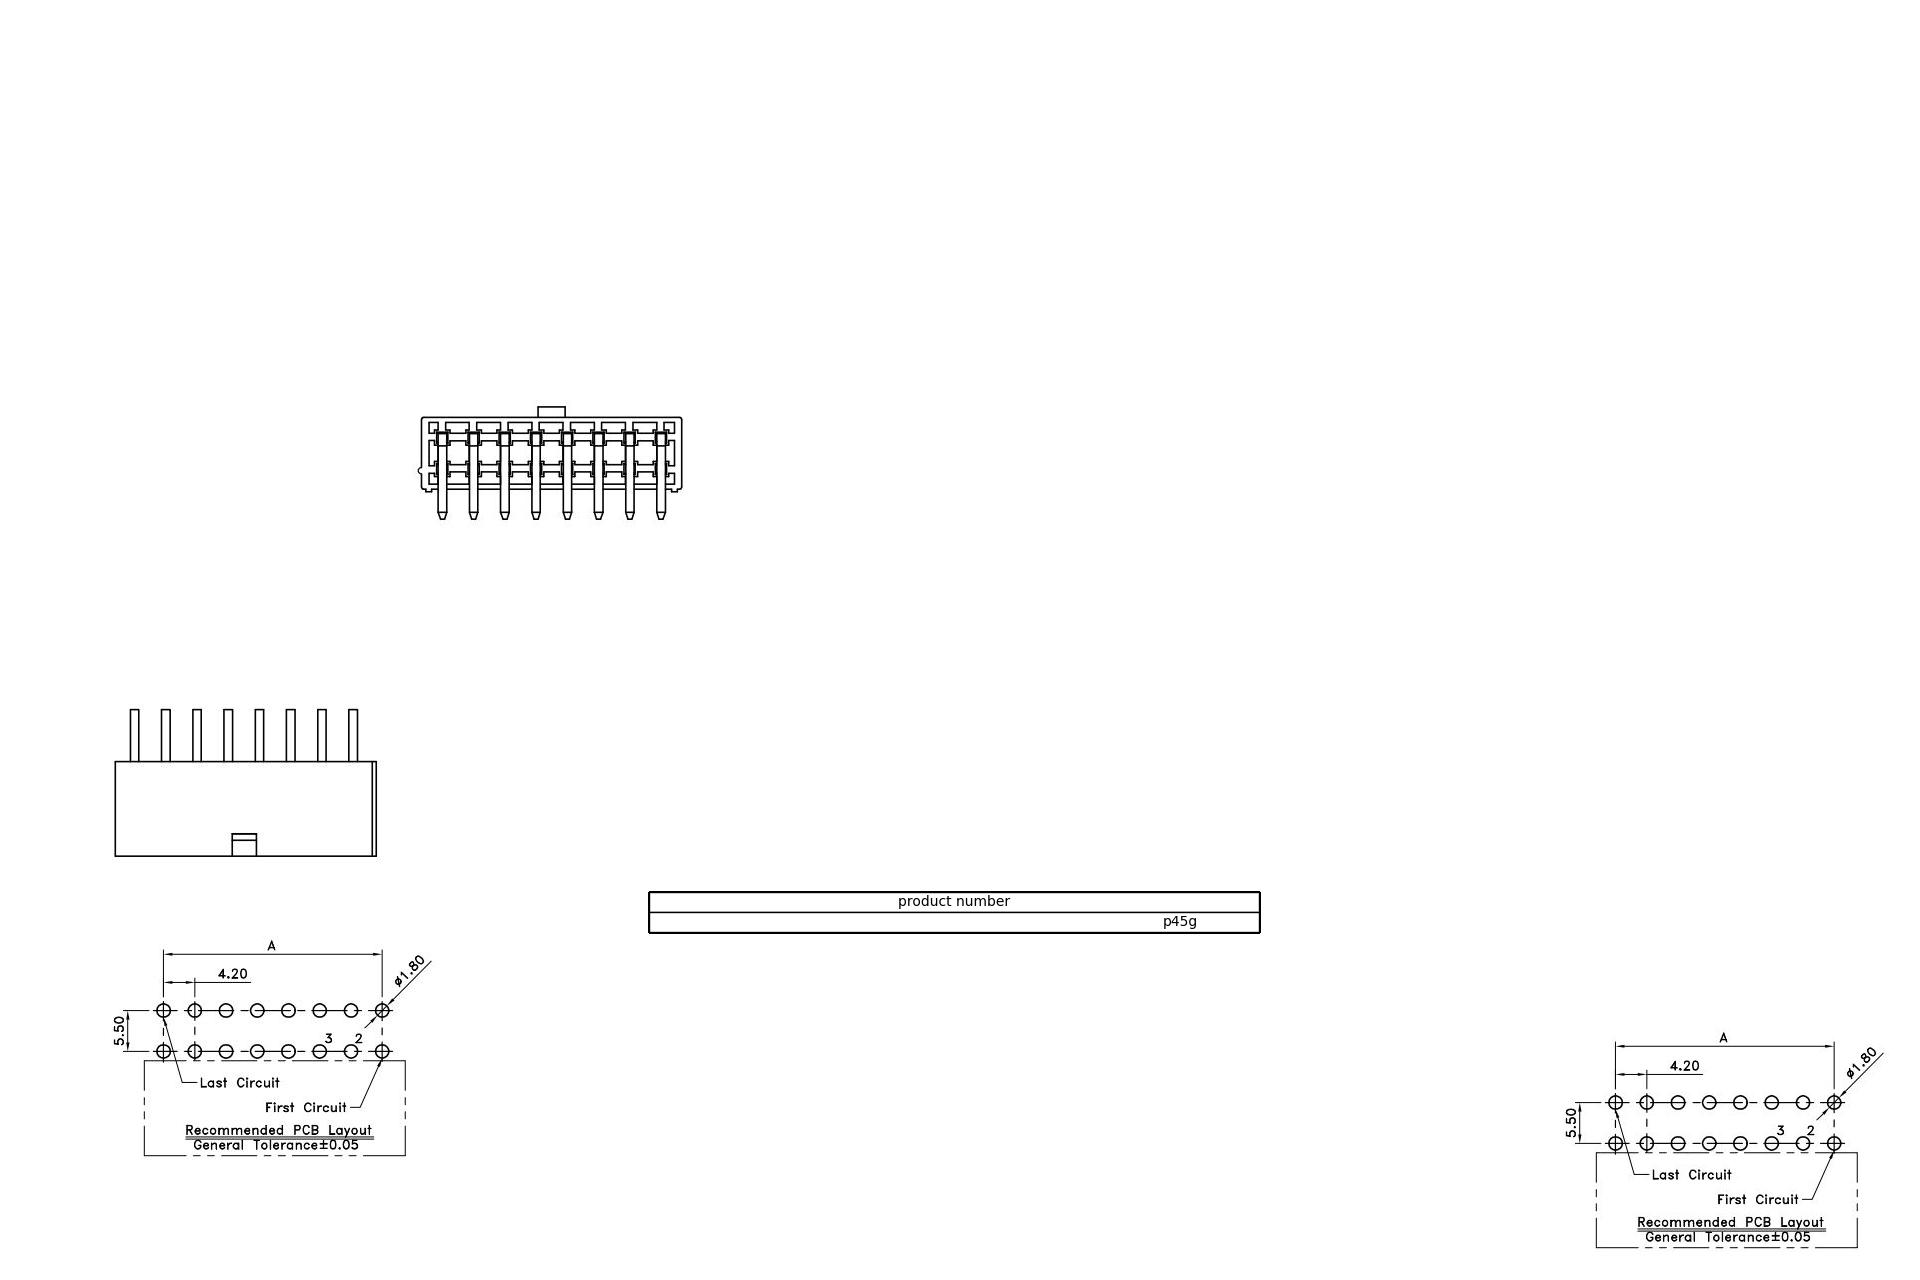 product number
p45g
A
4.20
ø1.80
5.50
3 2
Last Circuit
First Circuit
Recommended PCB Layout
General Tolerance±0.05
A
4.20
ø1.80
5.50
3 2
Last Circuit
First Circuit
Recommended PCB Layout
General Tolerance±0.05